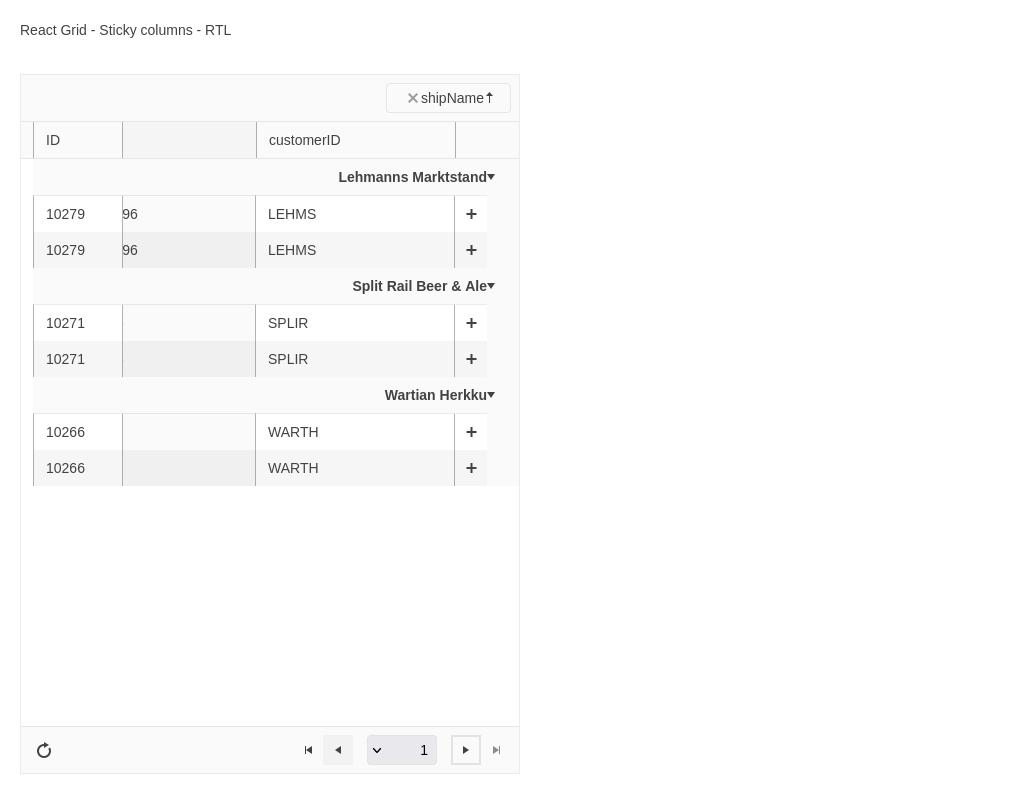 React Grid - Sticky columns - RTL
shipName
ID customerID
Lehmanns Marktstand
10279 96 LEHMS
10279 96 LEHMS
Split Rail Beer & Ale
10271 SPLIR
10271 SPLIR
Wartian Herkku
10266 WARTH
10266 WARTH
1